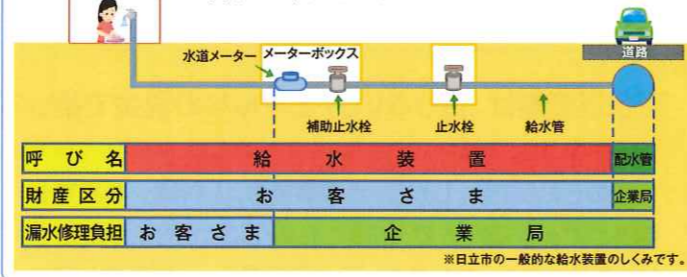 道路
水道メーター メーターボックス
補助止水栓 止水栓 給水管
呼び名 給水装置 配水管
財産区分 お客さま 企業局
漏水修理負担 お客さま 企業局
※日立市の一般的な給水装置のしくみです。